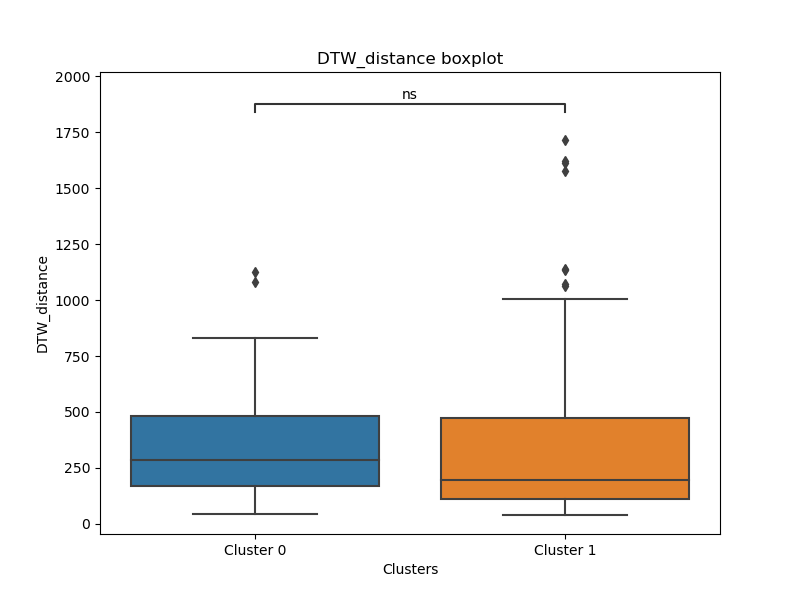 DTW_distance boxplot
2000
1750
1500
1250
1000
750
500
250
0
DTW_distance
ns
Cluster 0
Cluster 1
Clusters